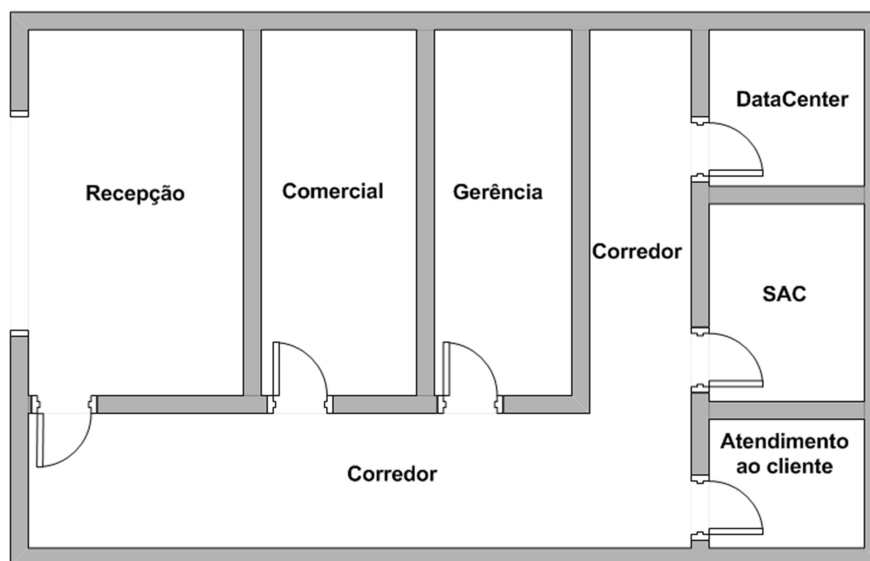 DataCenter
Recepção
Comercial
Gerência
Corredor
SAC
Atendimento
ao cliente
Corredor